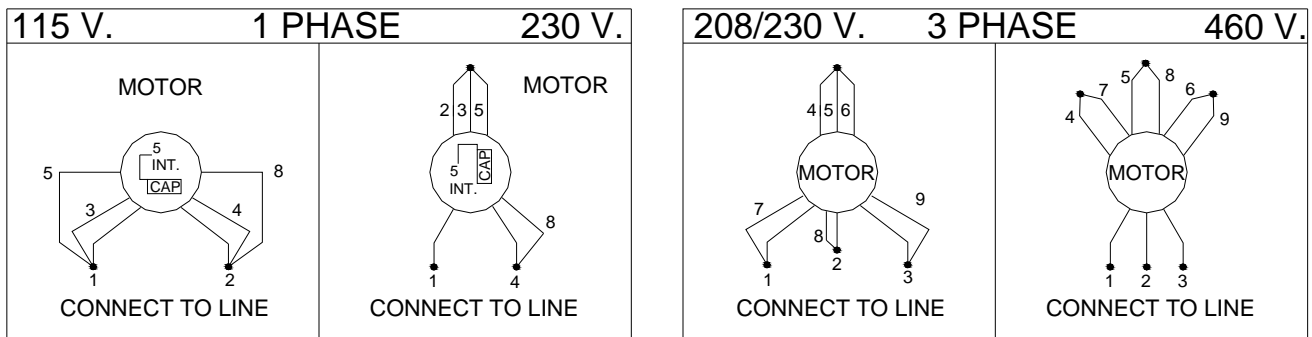 115 V. 1 PHASE 230 V.
MOTOR
5
INT.
CAP
5
8
3
4
1
2
CONNECT TO LINE
MOTOR
2 3 5
5
INT.
CAP
8
1
4
CONNECT TO LINE
208/230 V. 3 PHASE 460 V.
4 5 6
MOTOR
7
9
8
2
1
3
CONNECT TO LINE
5 8
7
6
4
9
MOTOR
1 2 3
CONNECT TO LINE